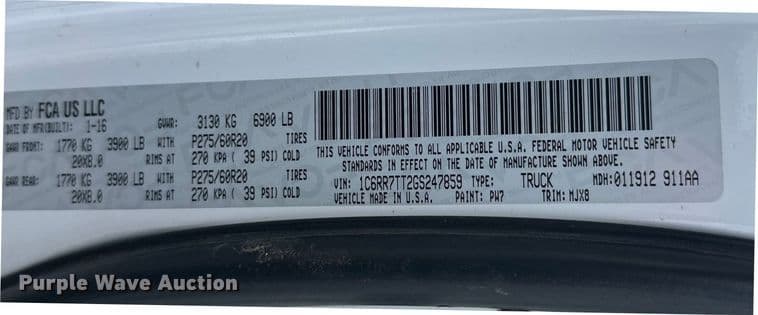 MFD BY FCA US LLC
DATE OF MFR(BUILT): 1-16 GVWR: 3130 KG 6900 LB
GAWR FRONT: 1770 KG 3900 LB P275/60R20 TIRES
20X8.0 RIMS AT 270 KPA ( 39 PSI) COLD
GAWR REAR: 1770 KG 3900 LB P275/60R20 TIRES
20X8.0 RIMS AT 270 KPA ( 39 PSI) COLD
THIS VEHICLE CONFORMS TO ALL APPLICABLE U.S.A. FEDERAL MOTOR VEHICLE SAFETY
STANDARDS IN EFFECT ON THE DATE OF MANUFACTURE SHOWN ABOVE.
VIN: 1C6RR7TT2GS247859 TYPE: TRUCK MDH: 011912 911AA
VEHICLE MADE IN U.S.A. PAINT: PW7 TRIM: MJX8
Purple Wave Auction